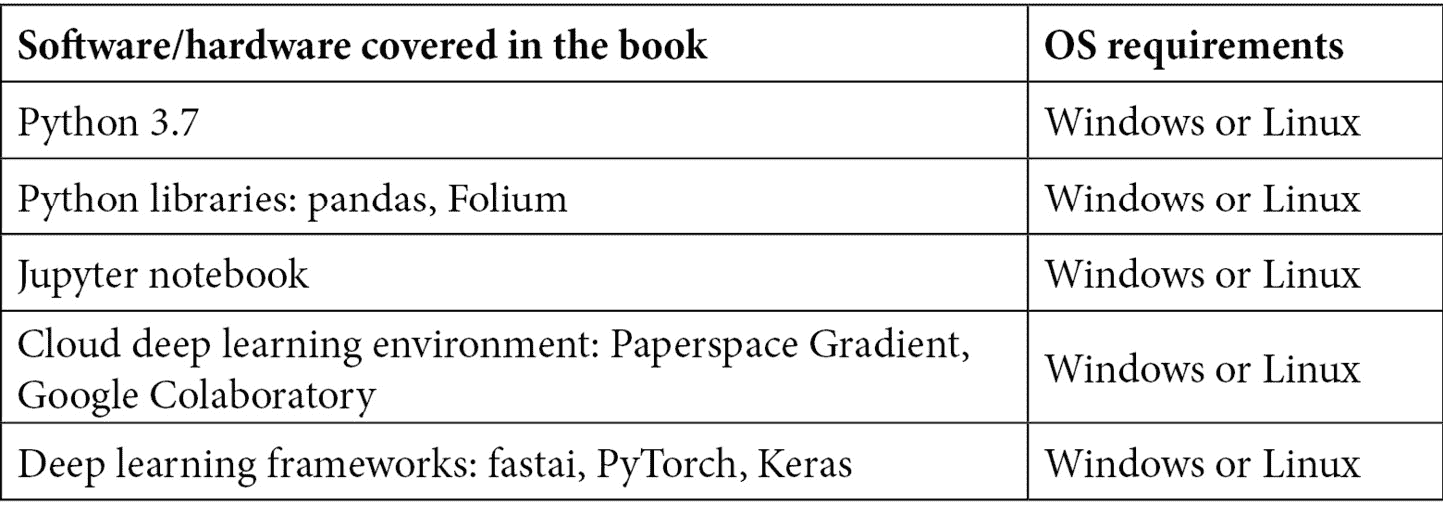 Software/hardware covered in the book OS requirements
Python 3.7 Windows or Linux
Python libraries: pandas, Folium Windows or Linux
Jupyter notebook Windows or Linux
Cloud deep learning environment: Paperspace Gradient,
Google Colaboratory Windows or Linux
Deep learning frameworks: fastai, PyTorch, Keras Windows or Linux